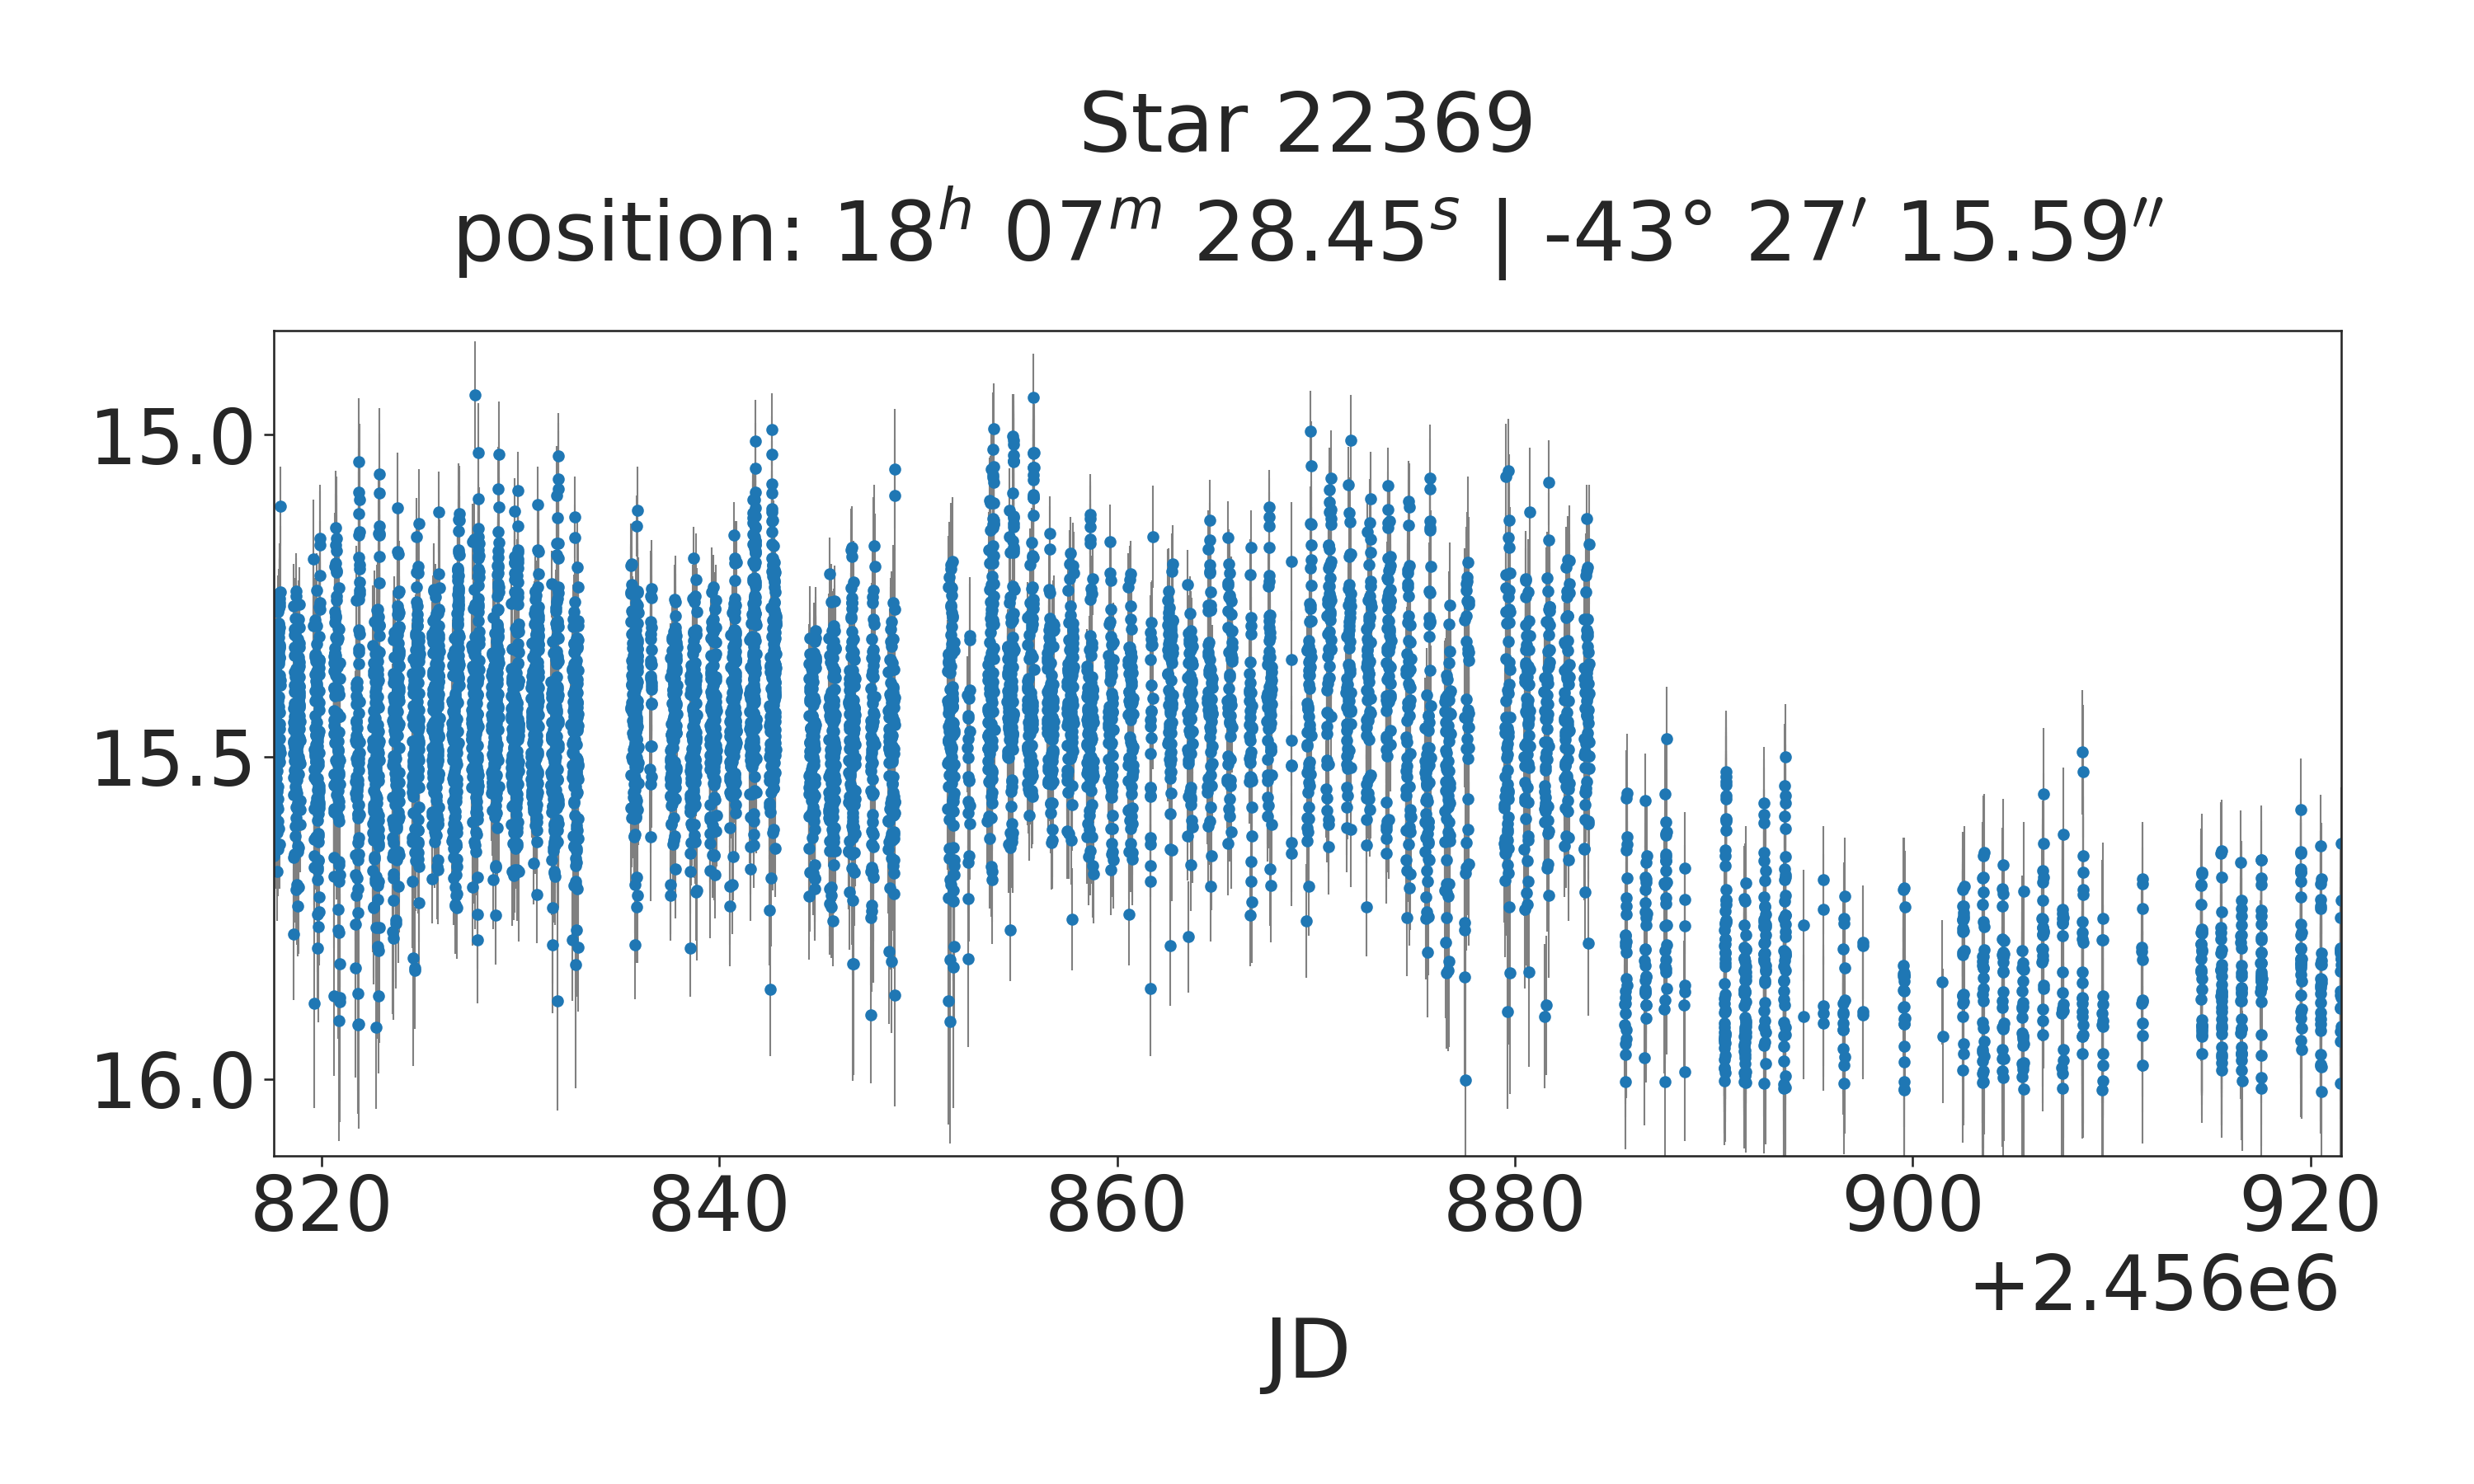 Star 22369
position: 18ʰ 07ᵐ 28.45ˢ | -43° 27′ 15.59″
15.0
15.5
16.0
820 840 860 880 900 920
+2.456e6
JD